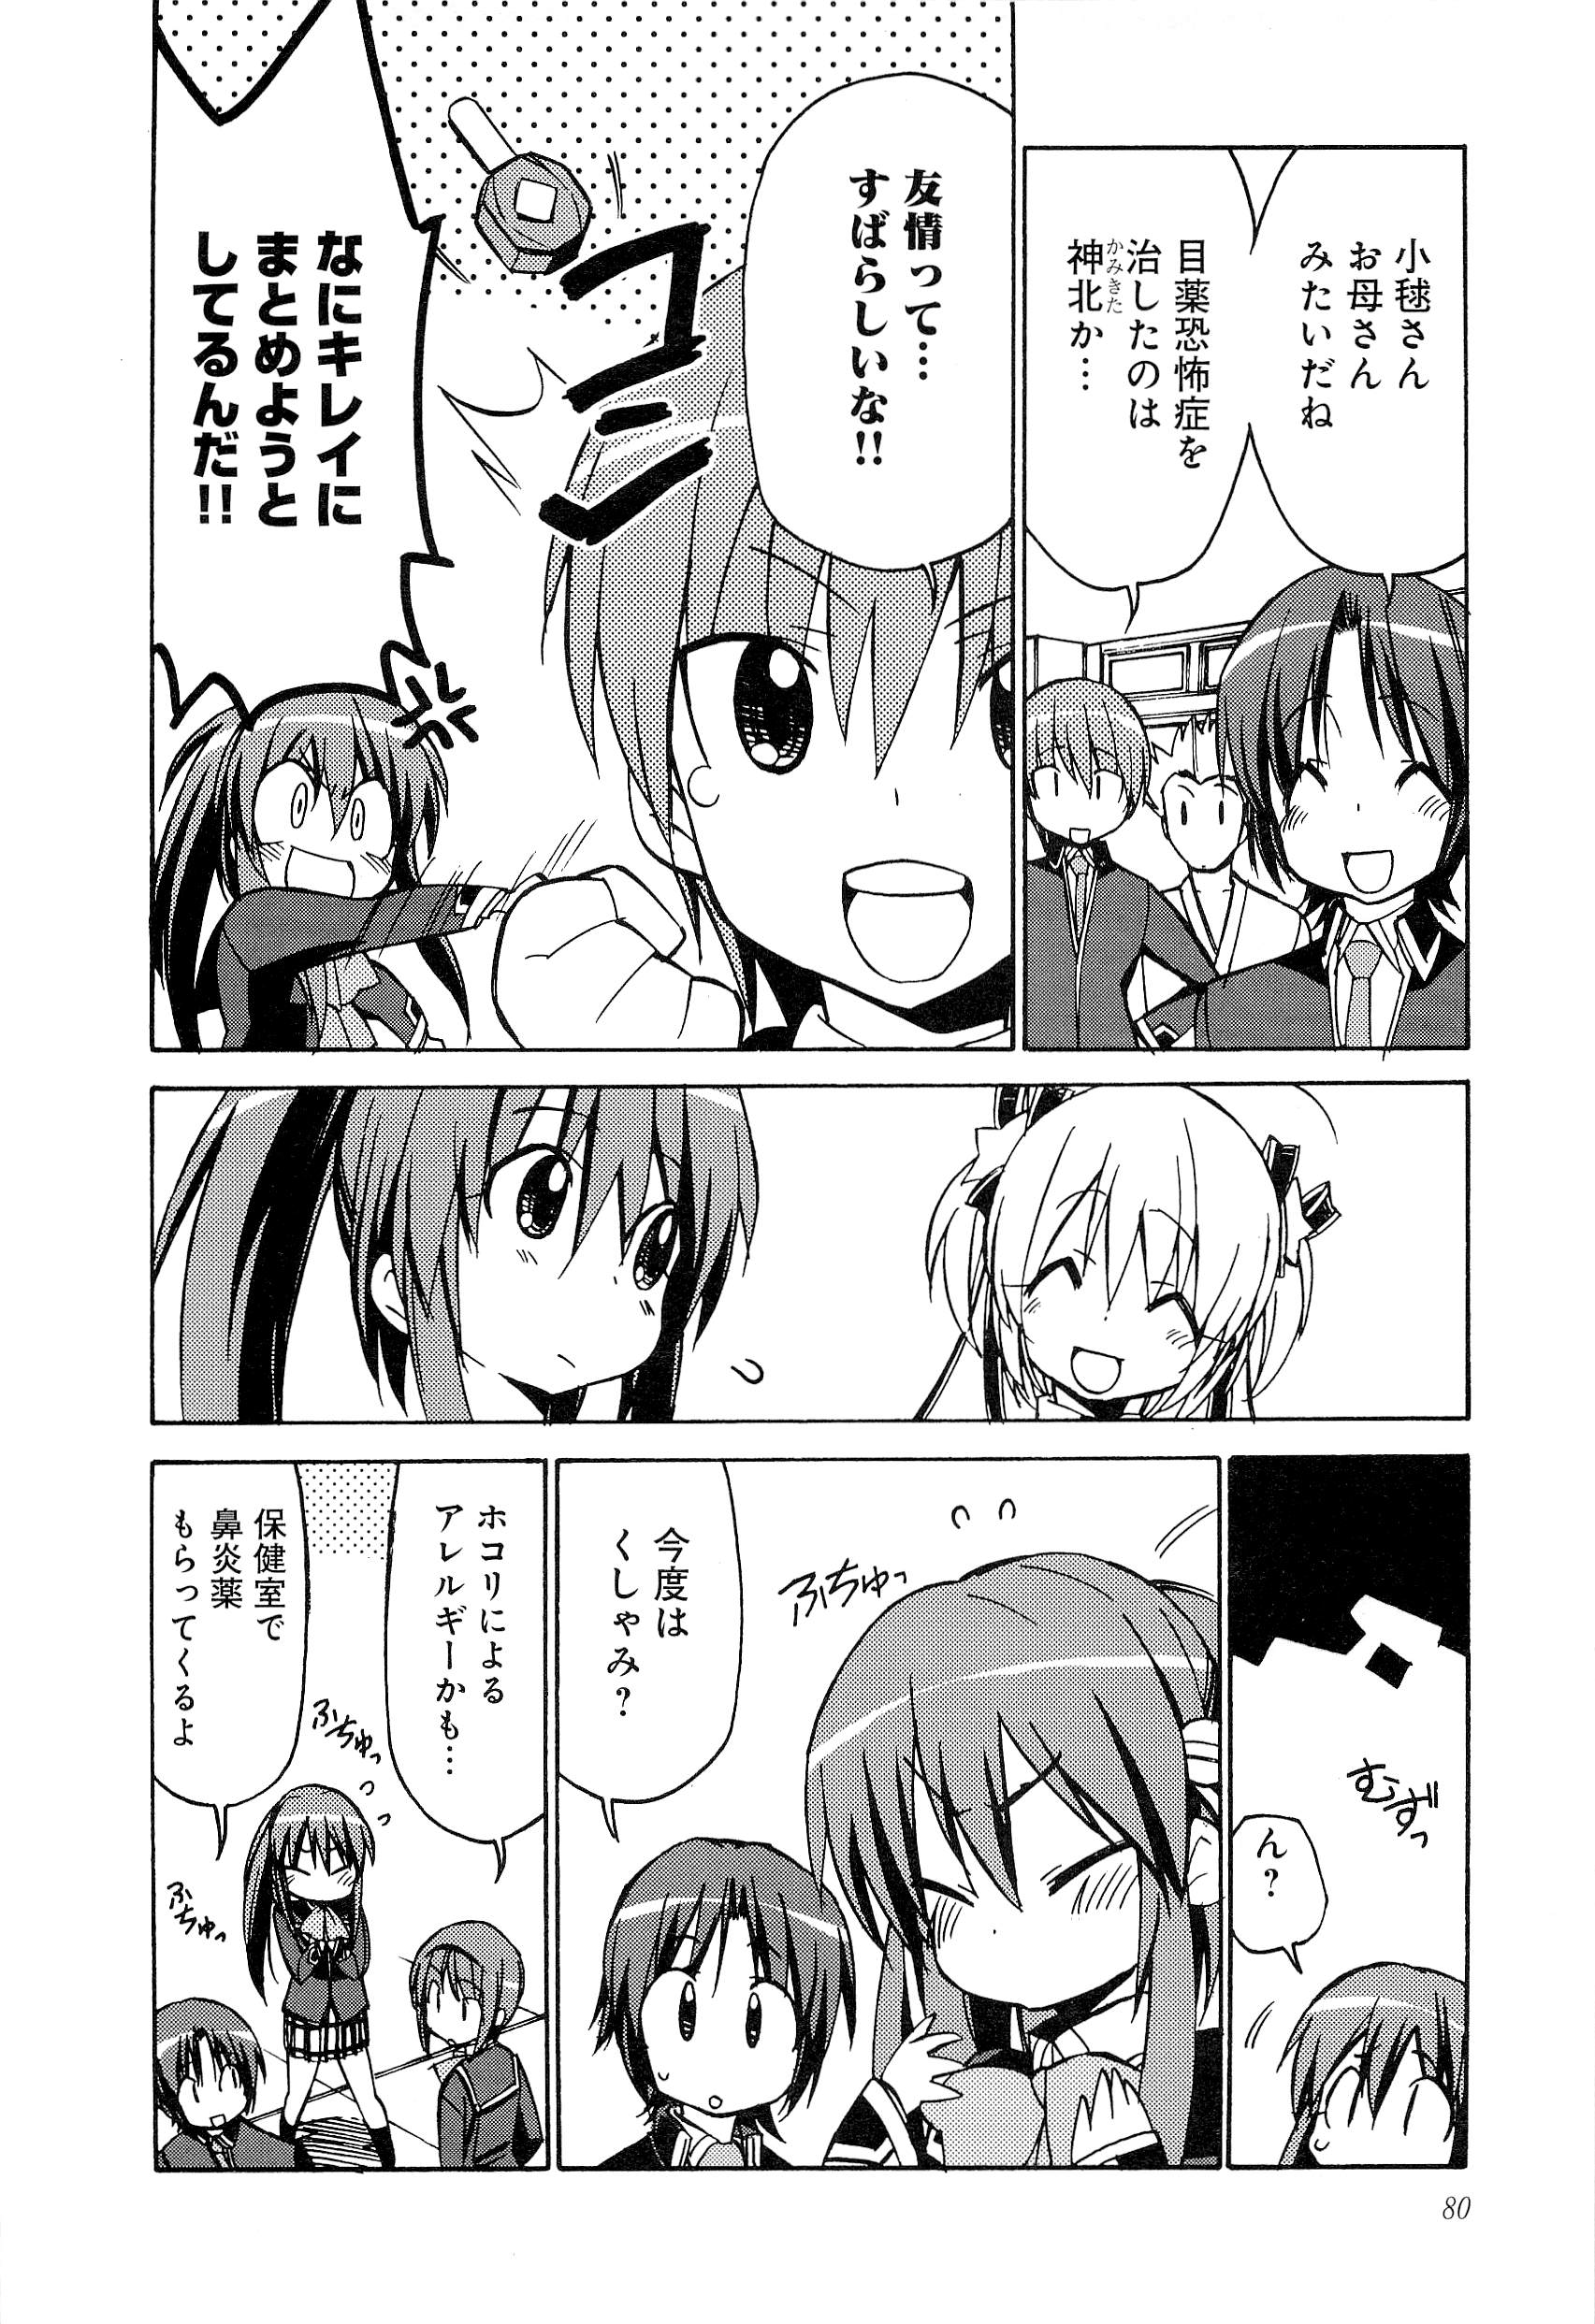 小毬さん
お母さん
みたいだね
目薬恐怖症を
治したのは
神北か…
かみきた
友情って…
すばらしいな!!
コンッ
なにキレイに
まとめようと
してるんだ!!
むずっ
ん?
ふちゅっ
今度は
くしゃみ?
ホコリによる
アレルギーかも…
保健室で
鼻炎薬
もらってくるよ
ふちゅっ
ふちゅっ
80